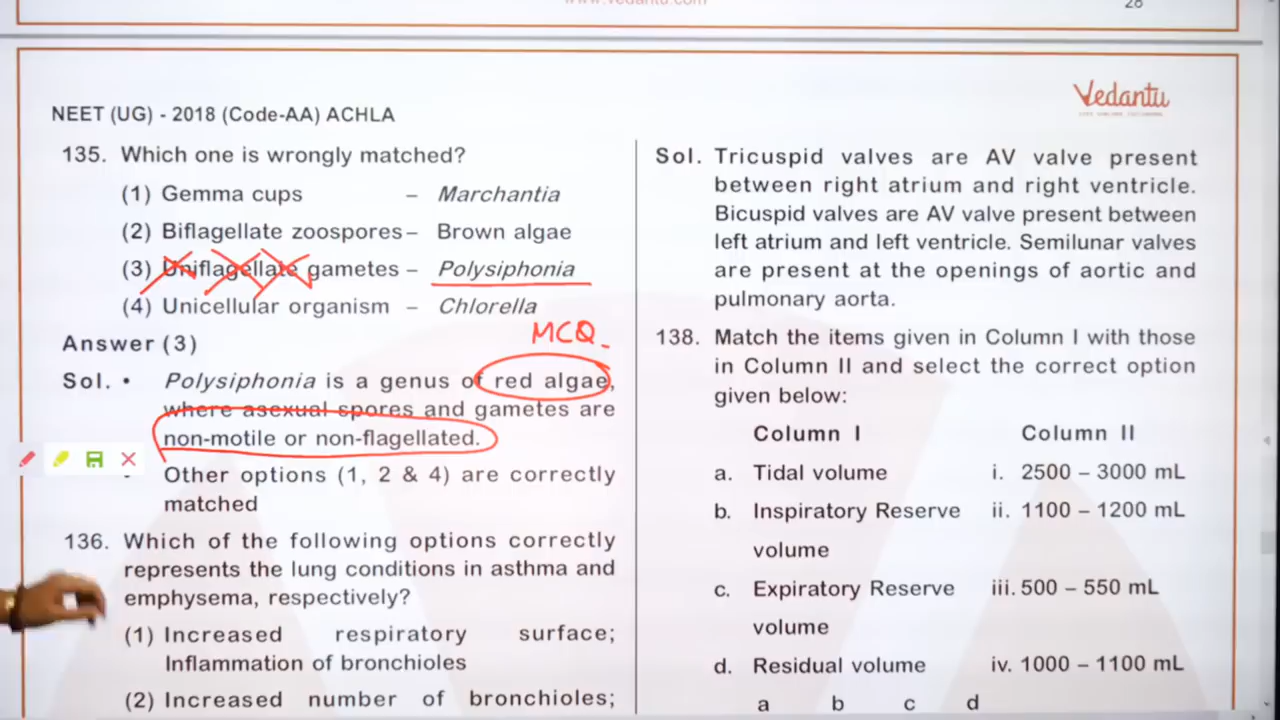 www.vedantu.com
28
Vedantu
NEET (UG) - 2018 (Code-AA) ACHLA
135. Which one is wrongly matched?
(1) Gemma cups – Marchantia
(2) Biflagellate zoospores – Brown algae
(3) Uniflagellate gametes – Polysiphonia
(4) Unicellular organism – Chlorella
MCQ
Answer (3)
Sol. • Polysiphonia is a genus of red algae,
where asexual spores and gametes are
non-motile or non-flagellated.
• Other options (1, 2 & 4) are correctly
matched
136. Which of the following options correctly
represents the lung conditions in asthma and
emphysema, respectively?
(1) Increased respiratory surface;
Inflammation of bronchioles
(2) Increased number of bronchioles;
Sol. Tricuspid valves are AV valve present
between right atrium and right ventricle.
Bicuspid valves are AV valve present between
left atrium and left ventricle. Semilunar valves
are present at the openings of aortic and
pulmonary aorta.
138. Match the items given in Column I with those
in Column II and select the correct option
given below:
Column I Column II
a. Tidal volume i. 2500 – 3000 mL
b. Inspiratory Reserve ii. 1100 – 1200 mL
volume
c. Expiratory Reserve iii. 500 – 550 mL
volume
d. Residual volume iv. 1000 – 1100 mL
a b c d